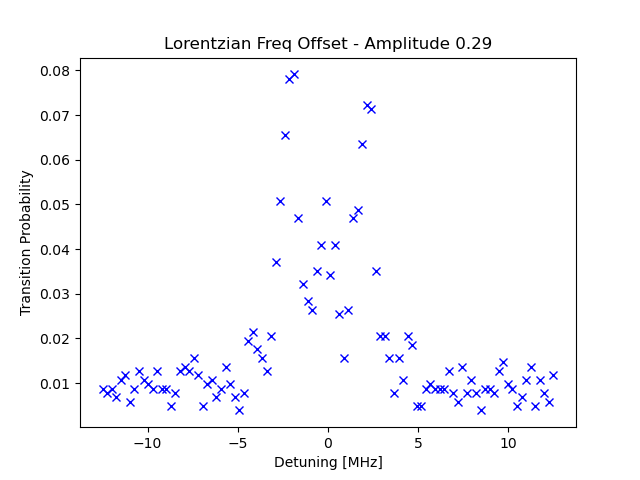 Lorentzian Freq Offset - Amplitude 0.29
0.08
0.07
0.06
0.05
0.04
0.03
0.02
0.01
Transition Probability
−10 −5 0 5 10
Detuning [MHz]